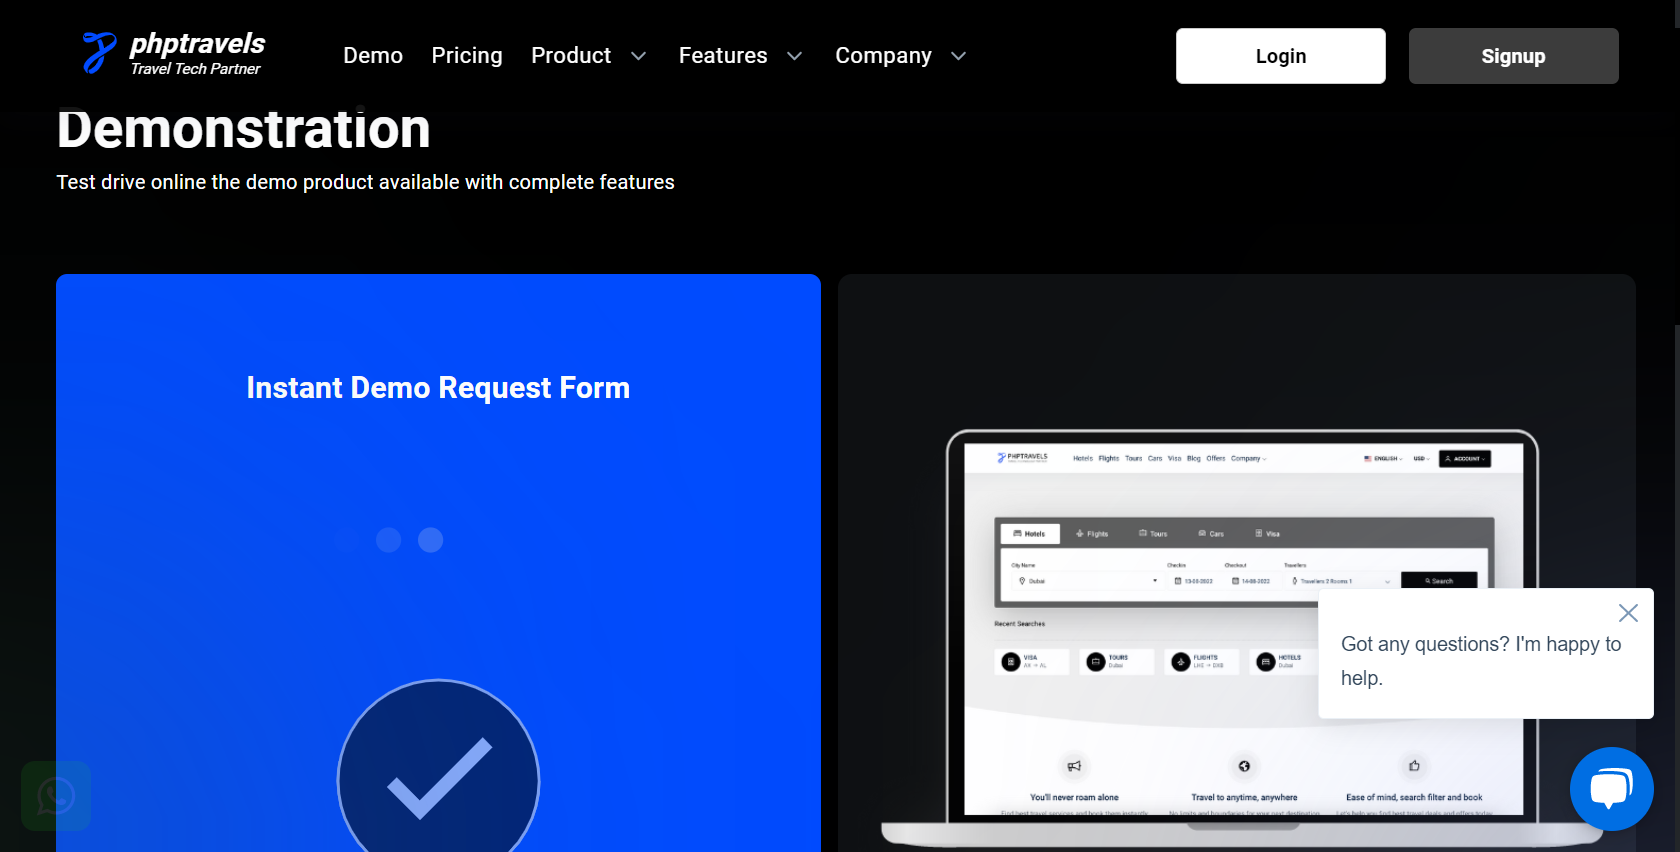 phptravels
Travel Tech Partner
Demo Pricing Product Features Company
Login
Signup
Demonstration
Test drive online the demo product available with complete features
Instant Demo Request Form
PHPTRAVELS
Hotels Flights Tours Cars Visa Blog Offers Company
ENGLISH USD ACCOUNT
Hotels Flights Tours Cars Visa
City Name Checkin Checkout Travellers
Dubai 13-08-2022 14-08-2022 Travellers 2 Rooms 1 Search
Recent Searches
VISA TOURS FLIGHTS HOTELS
AX → AL Dubai LHE → DXB Dubai
Got any questions? I'm happy to
help.
You'll never roam alone Travel to anytime, anywhere Ease of mind, search filter and book